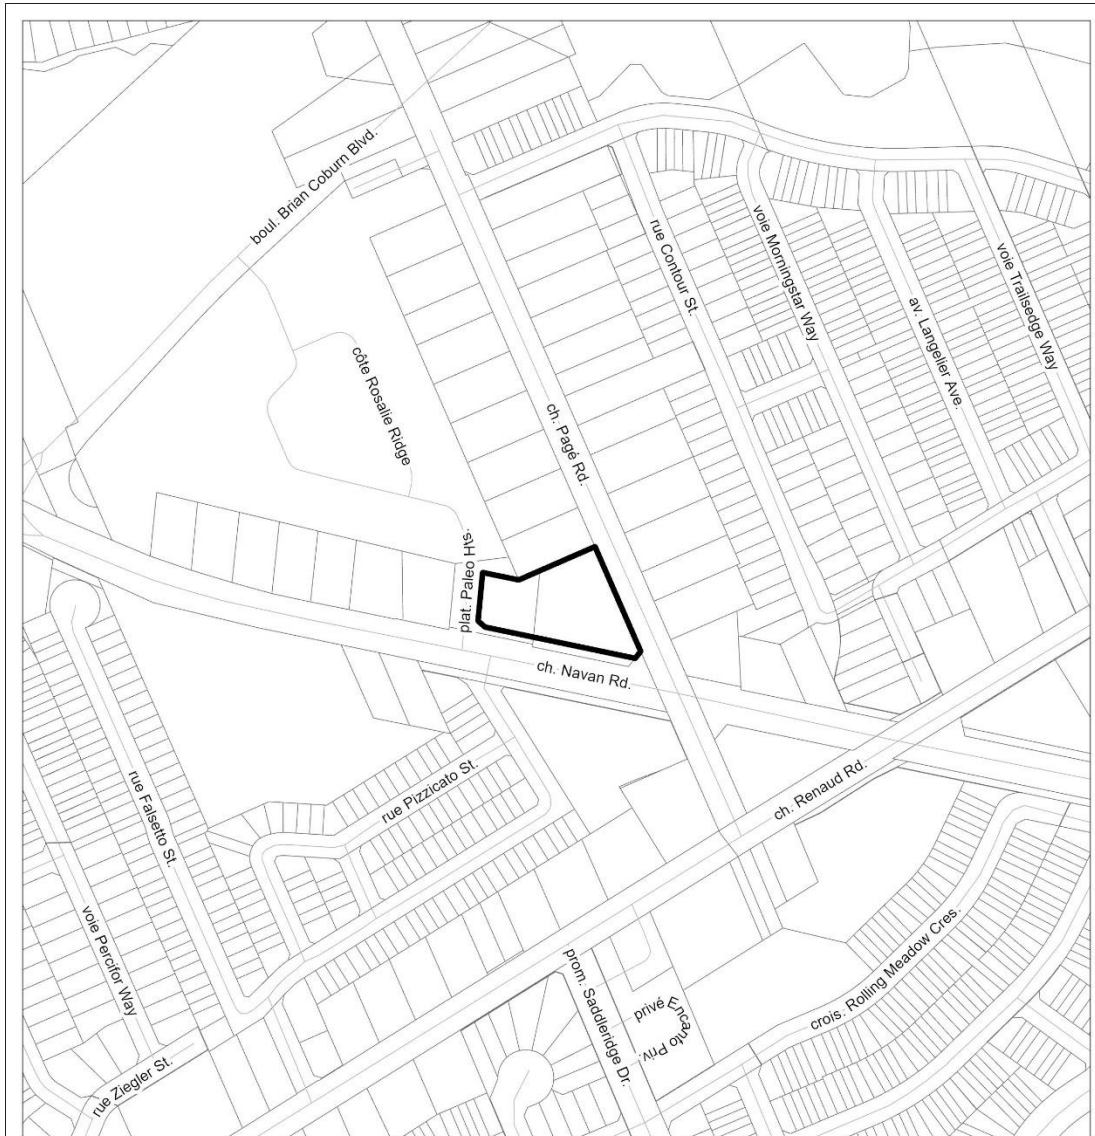 boul. Brian Coburn Blvd.
rue Contour St.
voie Morningstar Way
voie Trailsedge Way
av. Langelier Ave.
côte Rosalie Ridge
ch. Pagé Rd.
plat. Paleo Hts.
ch. Navan Rd.
rue Pizzicato St.
ch. Renaud Rd.
rue Falsetto St.
voie Percifor Way
crois. Rolling Meadow Cres.
prom. Saddleridge Dr.
privé Encanto Priv.
rue Ziegler St.